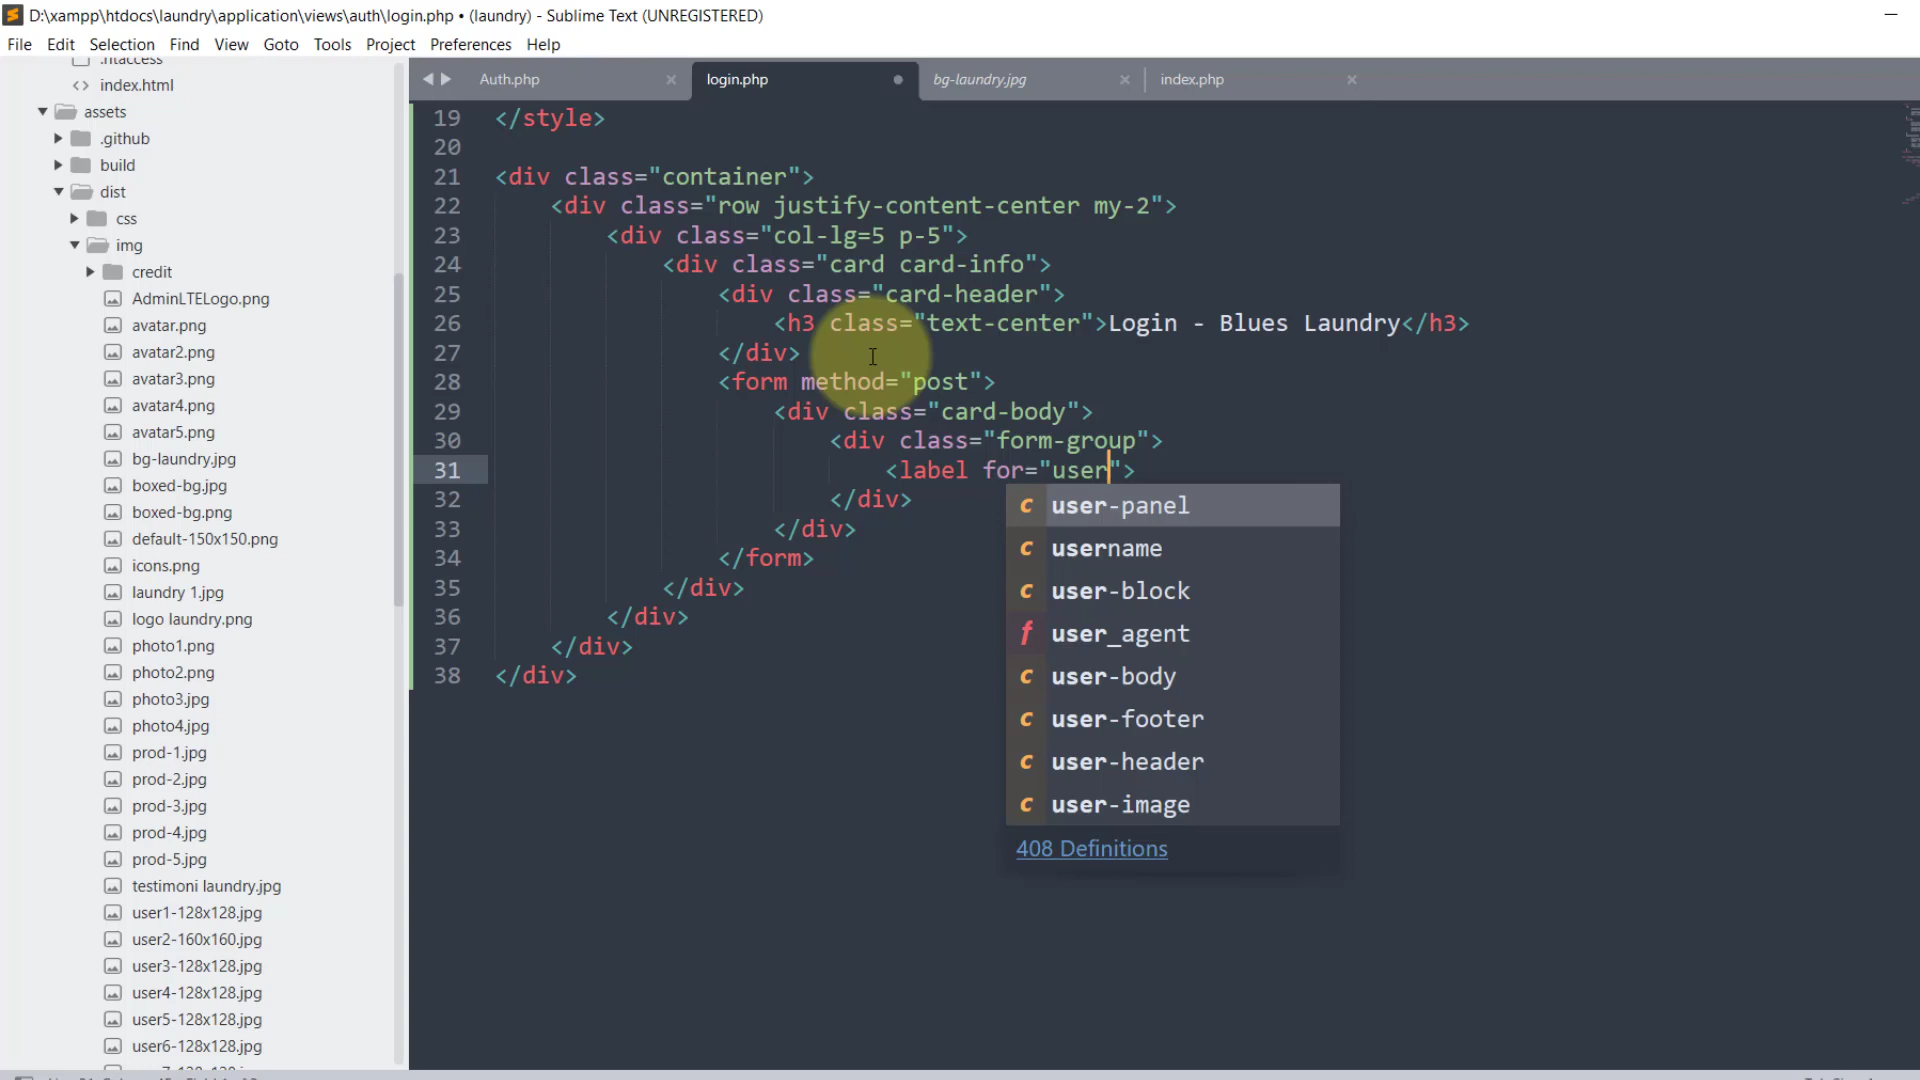 D:\xampp\htdocs\laundry\application\views\auth\login.php • (laundry) - Sublime Text (UNREGISTERED)
File Edit Selection Find View Goto Tools Project Preferences Help
.htaccess
index.html
assets
.github
build
dist
css
img
credit
AdminLTELogo.png
avatar.png
avatar2.png
avatar3.png
avatar4.png
avatar5.png
bg-laundry.jpg
boxed-bg.jpg
boxed-bg.png
default-150x150.png
icons.png
laundry 1.jpg
logo laundry.png
photo1.png
photo2.png
photo3.jpg
photo4.jpg
prod-1.jpg
prod-2.jpg
prod-3.jpg
prod-4.jpg
prod-5.jpg
testimoni laundry.jpg
user1-128x128.jpg
user2-160x160.jpg
user3-128x128.jpg
user4-128x128.jpg
user5-128x128.jpg
user6-128x128.jpg
Auth.php login.php bg-laundry.jpg index.php
19 </style>
20
21 <div class="container">
22 <div class="row justify-content-center my-2">
23 <div class="col-lg=5 p-5">
24 <div class="card card-info">
25 <div class="card-header">
26 <h3 class="text-center">Login - Blues Laundry</h3>
27 </div>
28 <form method="post">
29 <div class="card-body">
30 <div class="form-group">
31 <label for="user">
32 </div>
33 </div>
34 </form>
35 </div>
36 </div>
37 </div>
38 </div>
c user-panel
c username
c user-block
f user_agent
c user-body
c user-footer
c user-header
c user-image
408 Definitions